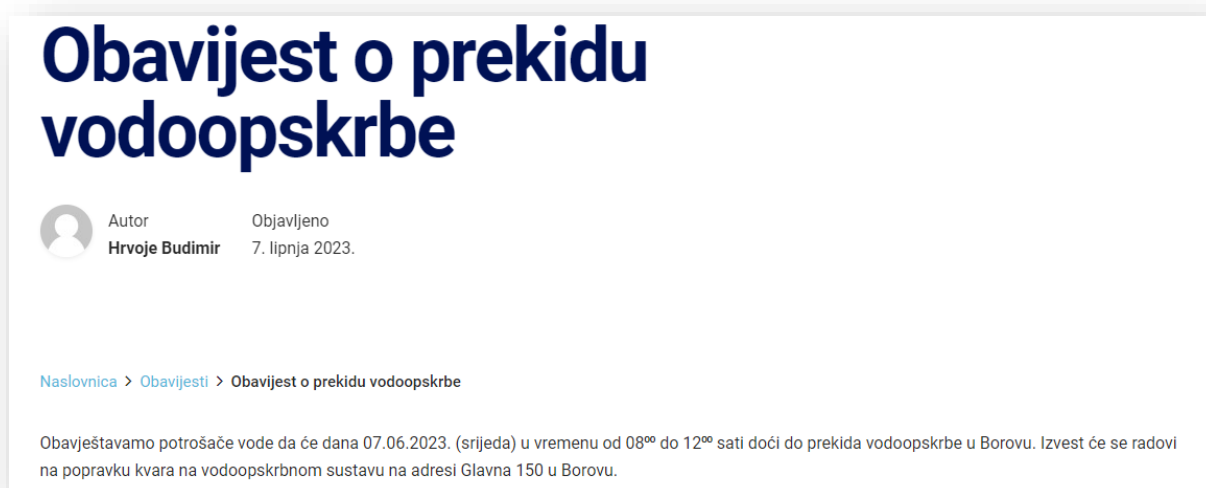 Obavijest o prekidu
vodoopskrbe
Autor
Hrvoje Budimir
Objavljeno
7. lipnja 2023.
Naslovnica > Obavijesti > Obavijest o prekidu vodoopskrbe
Obavještavamo potrošače vode da će dana 07.06.2023. (srijeda) u vremenu od 08⁰⁰ do 12⁰⁰ sati doći do prekida vodoopskrbe u Borovu. Izvest će se radovi
na popravku kvara na vodoopskrbnom sustavu na adresi Glavna 150 u Borovu.